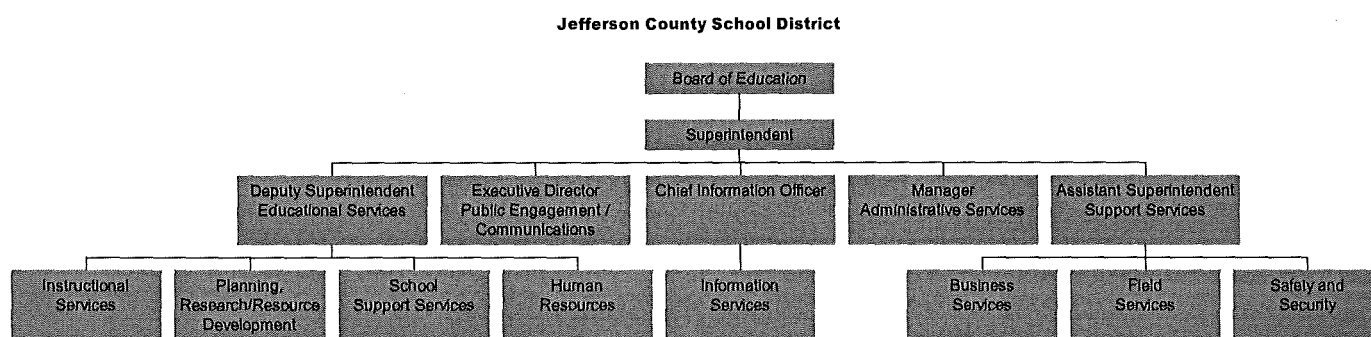 Jefferson County School District
Board of Education
Superintendent
Deputy Superintendent
Educational Services
Executive Director
Public Engagement /
Communications
Chief Information Officer
Manager
Administrative Services
Assistant Superintendent
Support Services
Instructional
Services
Planning,
Research/Resource
Development
School
Support Services
Human
Resources
Information
Services
Business
Services
Field
Services
Safety and
Security